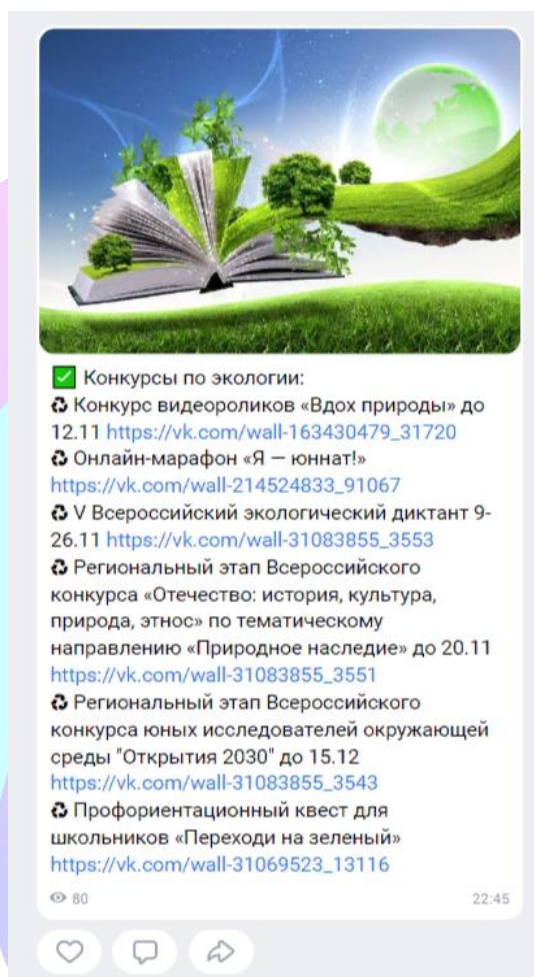 ✅ Конкурсы по экологии:
♻ Конкурс видеороликов «Вдох природы» до
12.11 https://vk.com/wall-163430479_31720
♻ Онлайн-марафон «Я — юннат!»
https://vk.com/wall-214524833_91067
♻ V Всероссийский экологический диктант 9-
26.11 https://vk.com/wall-31083855_3553
♻ Региональный этап Всероссийского
конкурса «Отечество: история, культура,
природа, этнос» по тематическому
направлению «Природное наследие» до 20.11
https://vk.com/wall-31083855_3551
♻ Региональный этап Всероссийского
конкурса юных исследователей окружающей
среды "Открытия 2030" до 15.12
https://vk.com/wall-31083855_3543
♻ Профориентационный квест для
школьников «Переходи на зеленый»
https://vk.com/wall-31069523_13116
80 22:45